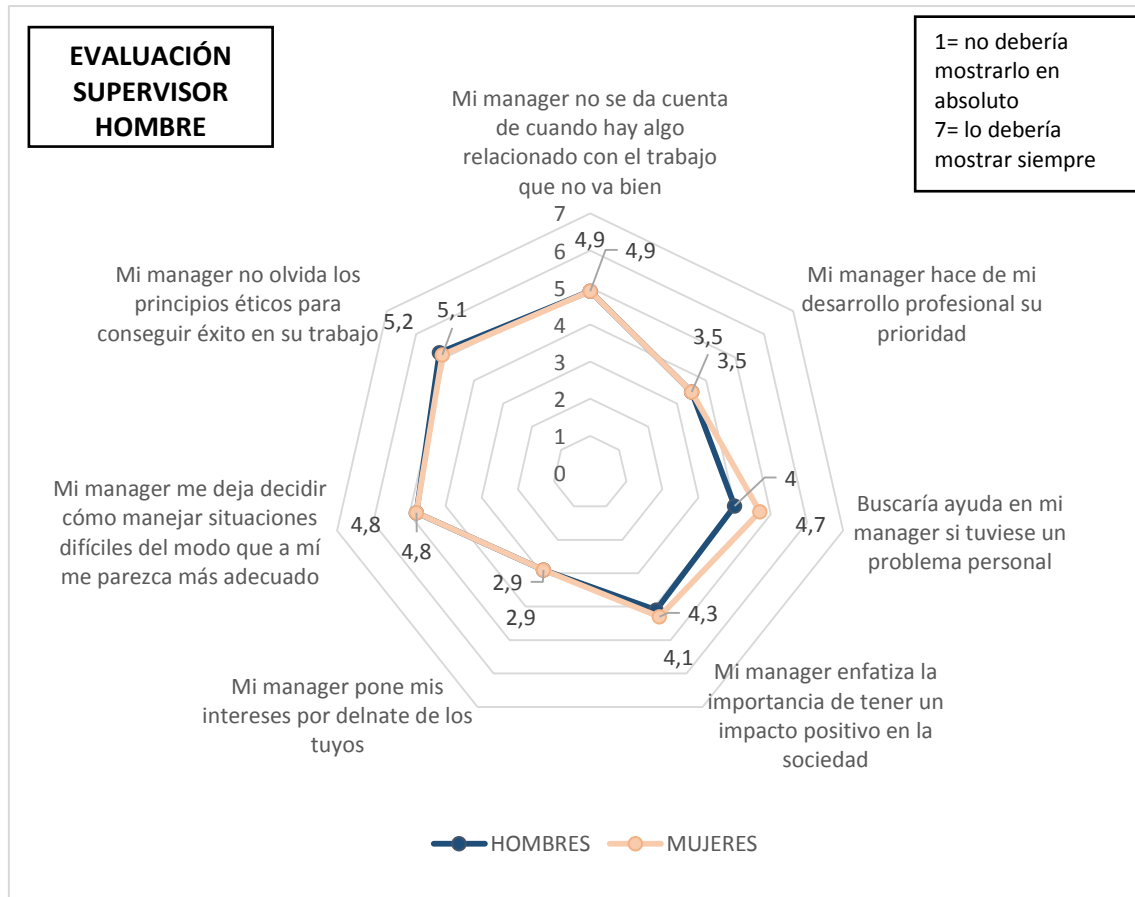 EVALUACIÓN
SUPERVISOR
HOMBRE
1= no debería
mostrarlo en
absoluto
7= lo debería
mostrar siempre
Mi manager no se da cuenta
de cuando hay algo
relacionado con el trabajo
que no va bien
Mi manager hace de mi
desarrollo profesional su
prioridad
Buscaría ayuda en mi
manager si tuviese un
problema personal
Mi manager enfatiza la
importancia de tener un
impacto positivo en la
sociedad
Mi manager pone mis
intereses por delnate de los
tuyos
Mi manager me deja decidir
cómo manejar situaciones
difíciles del modo que a mí
me parezca más adecuado
Mi manager no olvida los
principios éticos para
conseguir éxito en su trabajo
7
6
5
4
3
2
1
0
4,9
4,9
3,5
3,5
4
4,7
4,3
4,1
2,9
2,9
4,8
4,8
5,2
5,1
HOMBRES
MUJERES